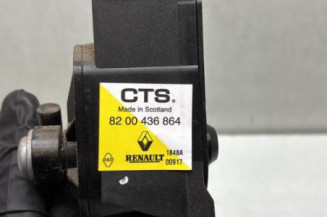 CTS.
Made in Scotland
82 00 436 864
RENAULT
1848A
00917